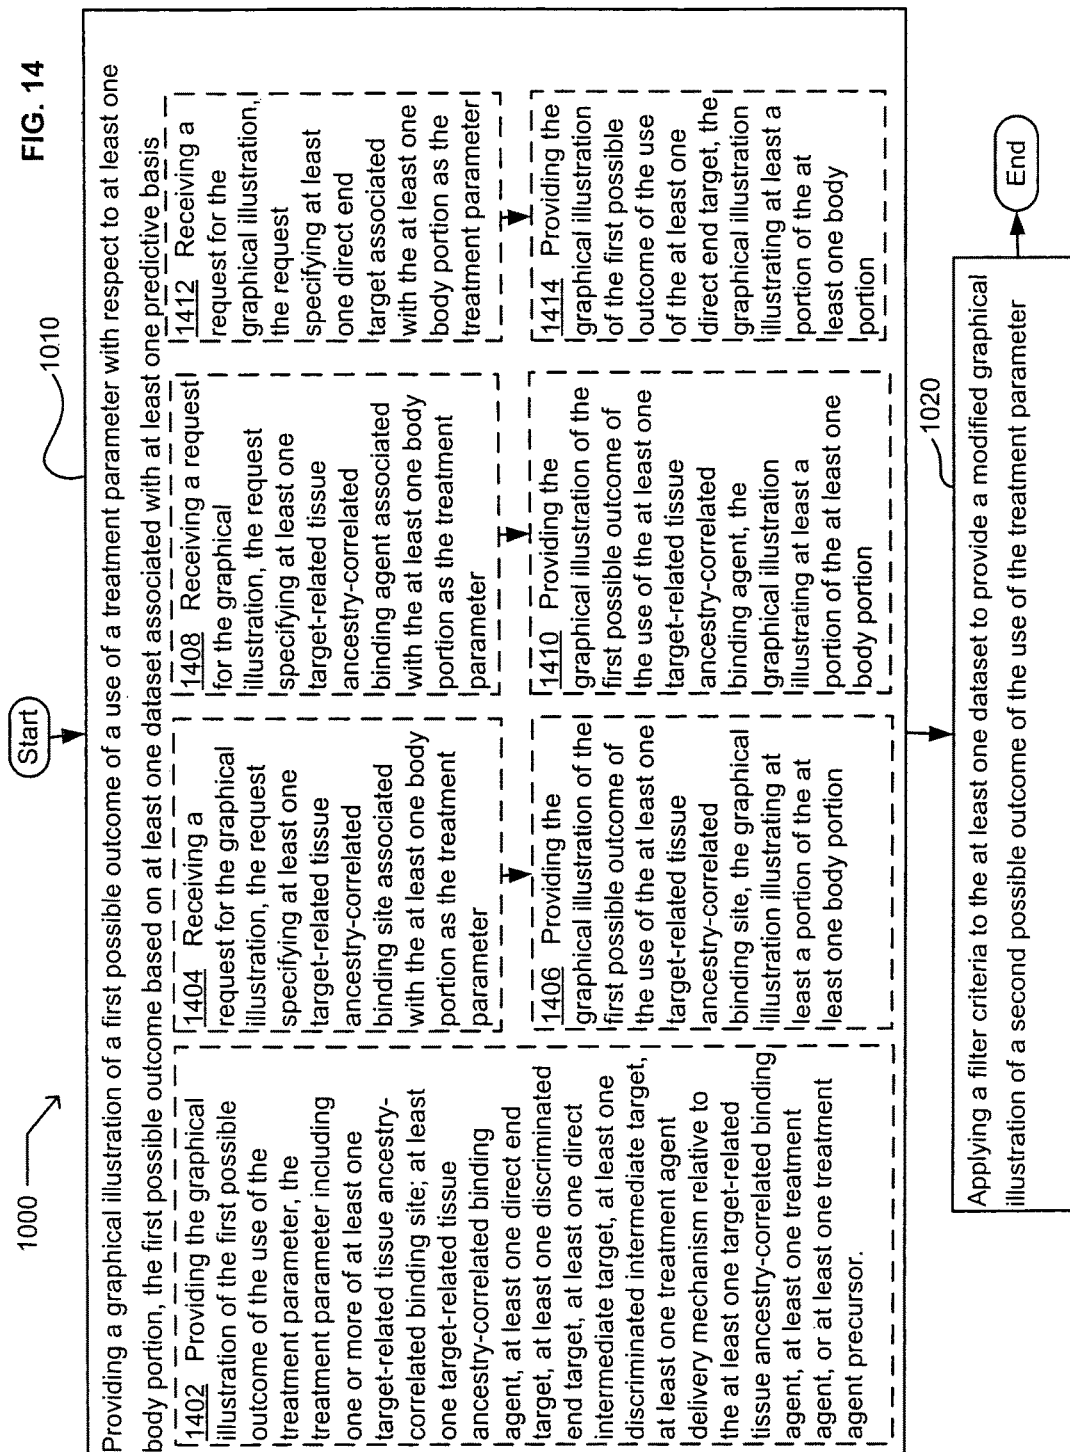 FIG. 14
1000
Start
1010
Providing a graphical illustration of a first possible outcome of a use of a treatment parameter with respect to at least one
body portion, the first possible outcome based on at least one dataset associated with at least one predictive basis
1402 Providing the graphical
illustration of the first possible
outcome of the use of the
treatment parameter, the
treatment parameter including
one or more of at least one
target-related tissue ancestry-
correlated binding site; at least
one target-related tissue
ancestry-correlated binding
agent, at least one direct end
target, at least one discriminated
end target, at least one direct
intermediate target, at least one
discriminated intermediate target,
at least one treatment agent
delivery mechanism relative to
the at least one target-related
tissue ancestry-correlated binding
agent, at least one treatment
agent, or at least one treatment
agent precursor.
1404 Receiving a
request for the graphical
illustration, the request
specifying at least one
target-related tissue
ancestry-correlated
binding site associated
with the at least one body
portion as the treatment
parameter
1406 Providing the
graphical illustration of the
first possible outcome of
the use of the at least one
target-related tissue
ancestry-correlated
binding site, the graphical
illustration illustrating at
least a portion of the at
least one body portion
1408 Receiving a request
for the graphical
illustration, the request
specifying at least one
target-related tissue
ancestry-correlated
binding agent associated
with the at least one body
portion as the treatment
parameter
1410 Providing the
graphical illustration of the
first possible outcome of
the use of the at least one
target-related tissue
ancestry-correlated
binding agent, the
graphical illustration
illustrating at least a
portion of the at least one
body portion
1412 Receiving a
request for the
graphical illustration,
the request
specifying at least
one direct end
target associated
with the at least one
body portion as the
treatment parameter
1414 Providing the
graphical illustration
of the first possible
outcome of the use
of the at least one
direct end target, the
graphical illustration
illustrating at least a
portion of the at
least one body
portion
1020
Applying a filter criteria to the at least one dataset to provide a modified graphical
illustration of a second possible outcome of the use of the treatment parameter
End